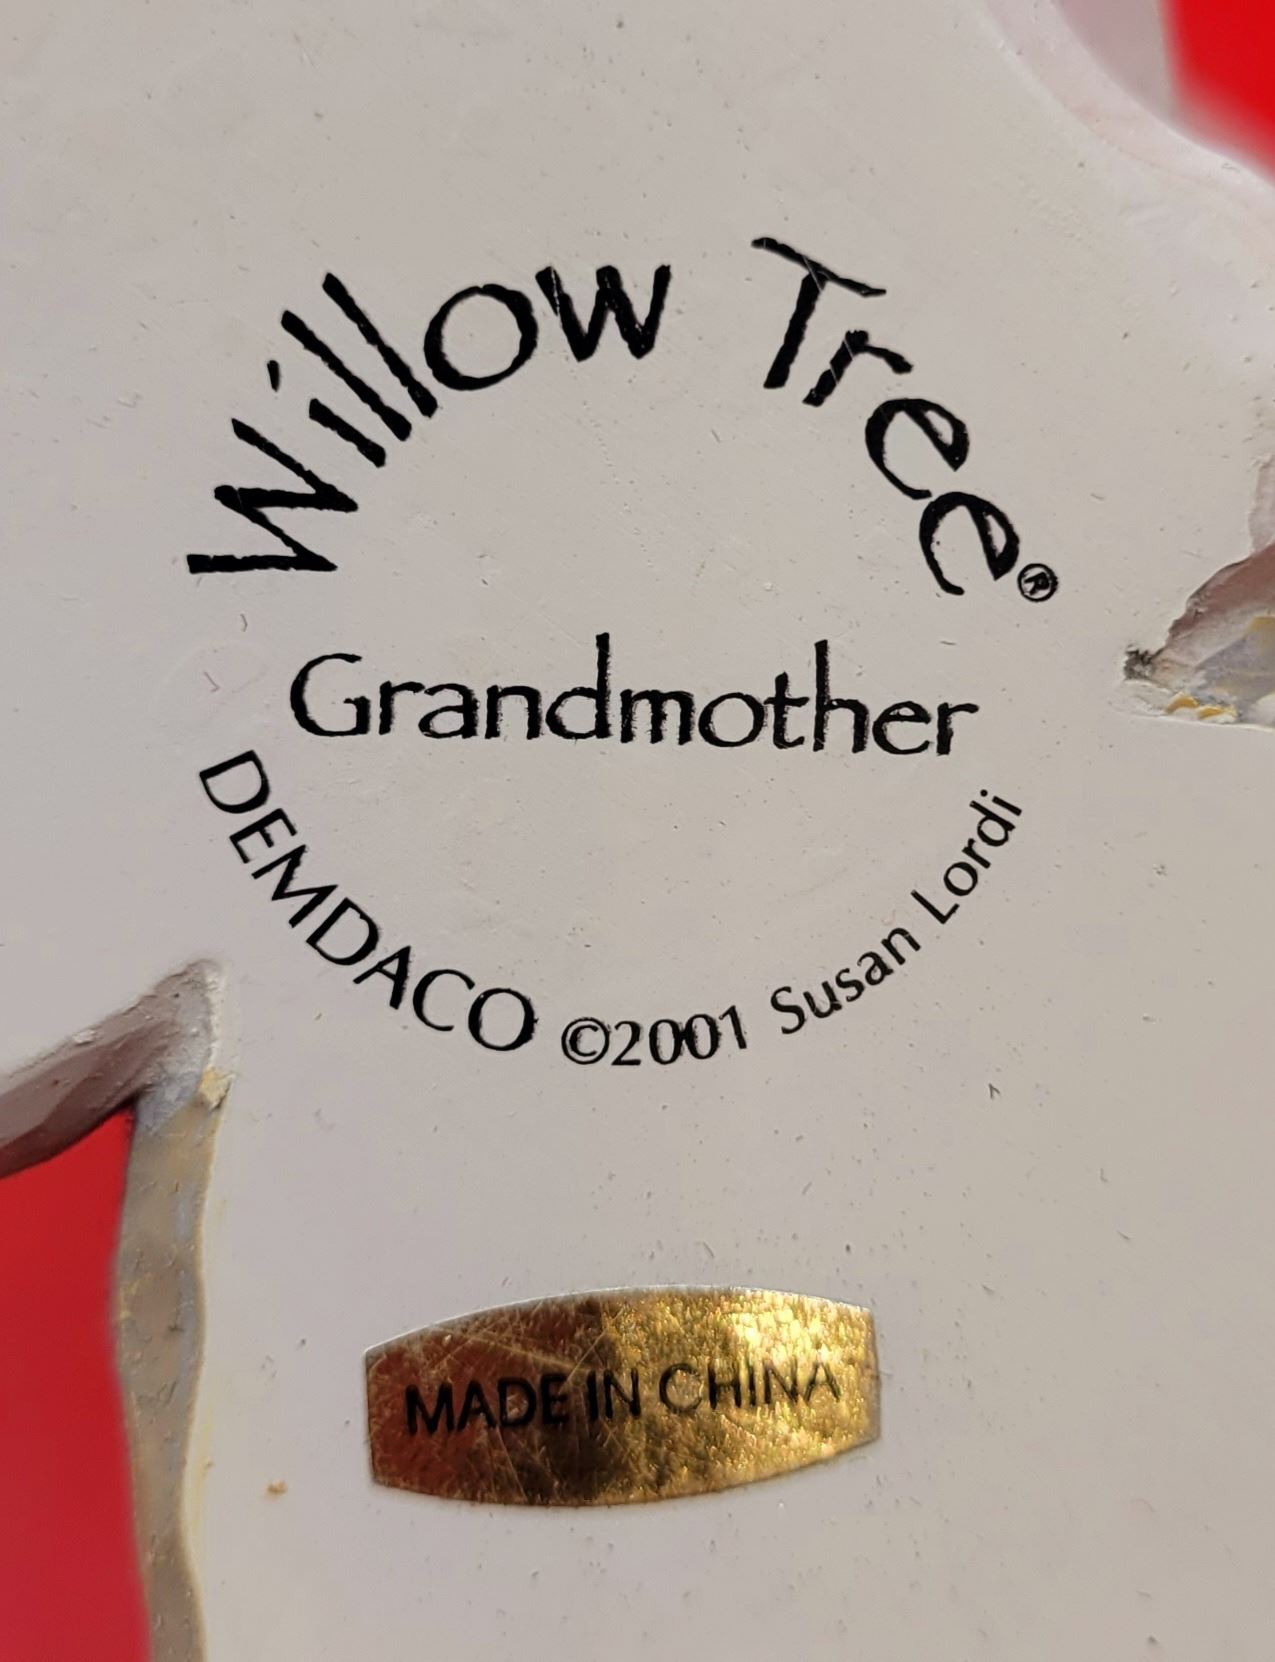 Willow Tree®
Grandmother
DEMDACO ©2001 Susan Lordi
MADE IN CHINA